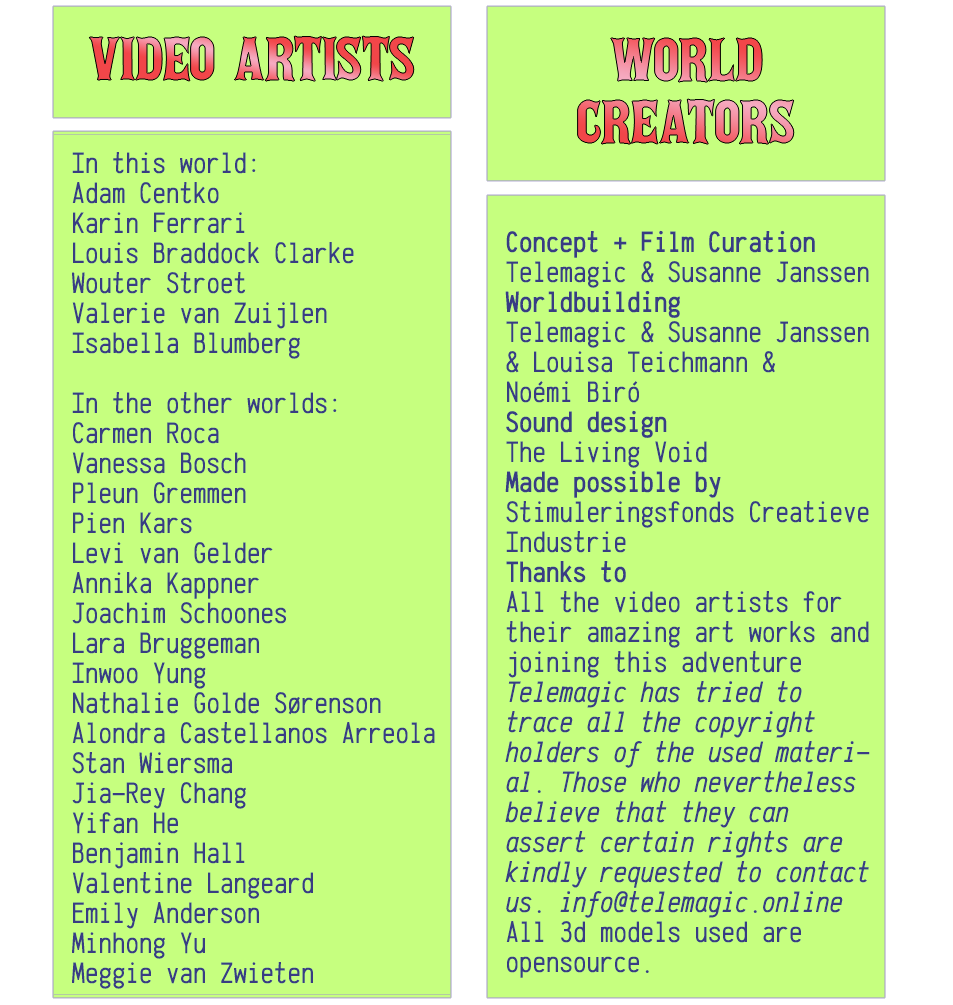 VIDEO ARTISTS
In this world:
Adam Centko
Karin Ferrari
Louis Braddock Clarke
Wouter Stroet
Valerie van Zuijlen
Isabella Blumberg
In the other worlds:
Carmen Roca
Vanessa Bosch
Pleun Gremmen
Pien Kars
Levi van Gelder
Annika Kappner
Joachim Schoones
Lara Bruggeman
Inwoo Yung
Nathalie Golde Sørenson
Alondra Castellanos Arreola
Stan Wiersma
Jia-Rey Chang
Yifan He
Benjamin Hall
Valentine Langeard
Emily Anderson
Minhong Yu
Meggie van Zwieten
WORLD
CREATORS
Concept + Film Curation
Telemagic & Susanne Janssen
Worldbuilding
Telemagic & Susanne Janssen
& Louisa Teichmann &
Noémi Biró
Sound design
The Living Void
Made possible by
Stimuleringsfonds Creatieve
Industrie
Thanks to
All the video artists for
their amazing art works and
joining this adventure
Telemagic has tried to
trace all the copyright
holders of the used materi-
al. Those who nevertheless
believe that they can
assert certain rights are
kindly requested to contact
us. info@telemagic.online
All 3d models used are
opensource.